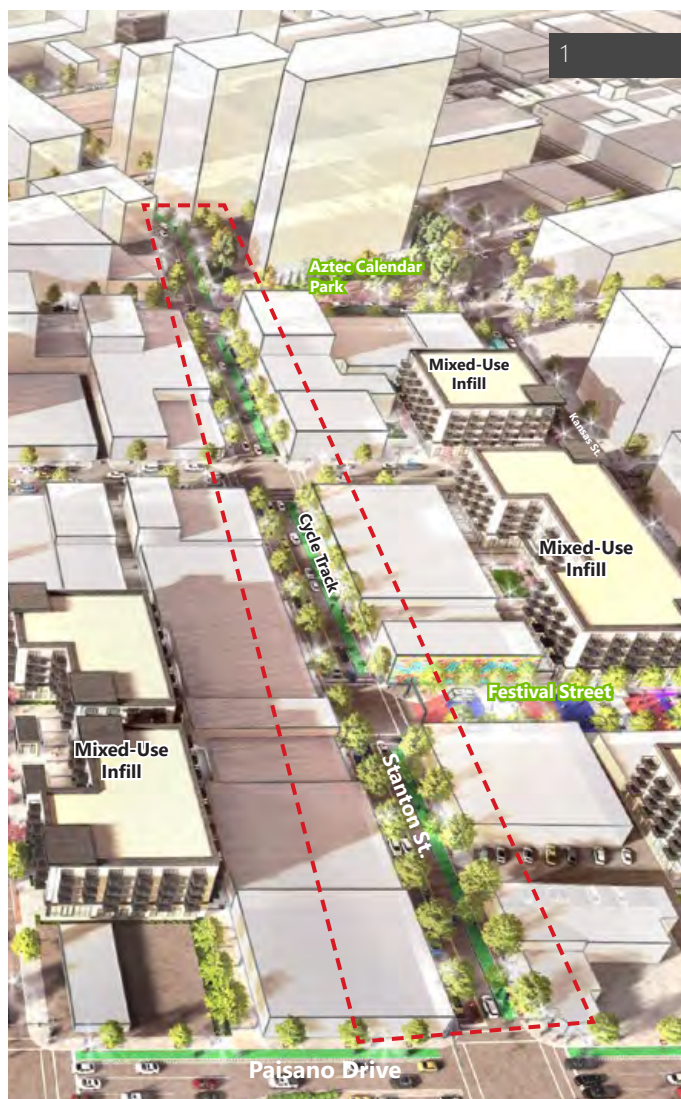 1
Aztec Calendar
Park
Mixed-Use
Infill
Kansas St.
Cycle Track
Mixed-Use
Infill
Festival Street
Mixed-Use
Infill
Stanton St.
Paisano Drive